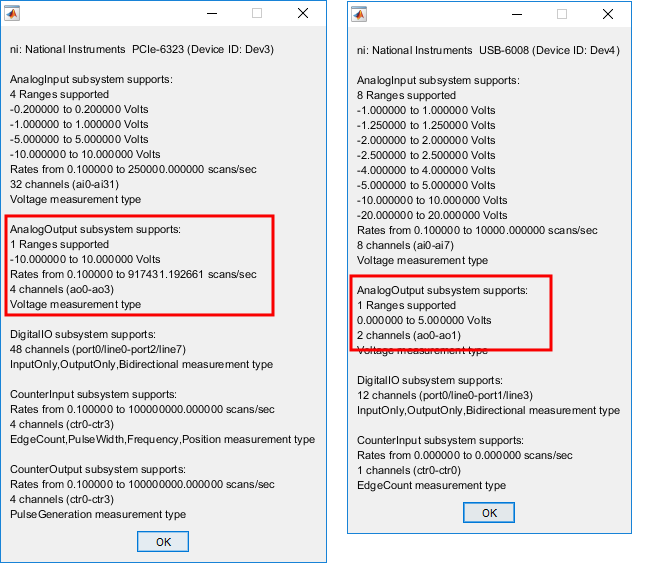 ni: National Instruments  PCIe-6323 (Device ID: Dev3)
AnalogInput subsystem supports:
4 Ranges supported
-0.200000 to 0.200000 Volts
-1.000000 to 1.000000 Volts
-5.000000 to 5.000000 Volts
-10.000000 to 10.000000 Volts
Rates from 0.100000 to 250000.000000 scans/sec
32 channels (ai0-ai31)
Voltage measurement type
AnalogOutput subsystem supports:
1 Ranges supported
-10.000000 to 10.000000 Volts
Rates from 0.100000 to 917431.192661 scans/sec
4 channels (ao0-ao3)
Voltage measurement type
DigitalIO subsystem supports:
48 channels (port0/line0-port2/line7)
InputOnly,OutputOnly,Bidirectional measurement type
CounterInput subsystem supports:
Rates from 0.100000 to 100000000.000000 scans/sec
4 channels (ctr0-ctr3)
EdgeCount,PulseWidth,Frequency,Position measurement type
CounterOutput subsystem supports:
Rates from 0.100000 to 100000000.000000 scans/sec
4 channels (ctr0-ctr3)
PulseGeneration measurement type
OK
ni: National Instruments  USB-6008 (Device ID: Dev4)
AnalogInput subsystem supports:
8 Ranges supported
-1.000000 to 1.000000 Volts
-1.250000 to 1.250000 Volts
-2.000000 to 2.000000 Volts
-2.500000 to 2.500000 Volts
-4.000000 to 4.000000 Volts
-5.000000 to 5.000000 Volts
-10.000000 to 10.000000 Volts
-20.000000 to 20.000000 Volts
Rates from 0.100000 to 10000.000000 scans/sec
8 channels (ai0-ai7)
Voltage measurement type
AnalogOutput subsystem supports:
1 Ranges supported
0.000000 to 5.000000 Volts
2 channels (ao0-ao1)
Voltage measurement type
DigitalIO subsystem supports:
12 channels (port0/line0-port1/line3)
InputOnly,OutputOnly,Bidirectional measurement type
CounterInput subsystem supports:
Rates from 0.000000 to 0.000000 scans/sec
1 channels (ctr0-ctr0)
EdgeCount measurement type
OK